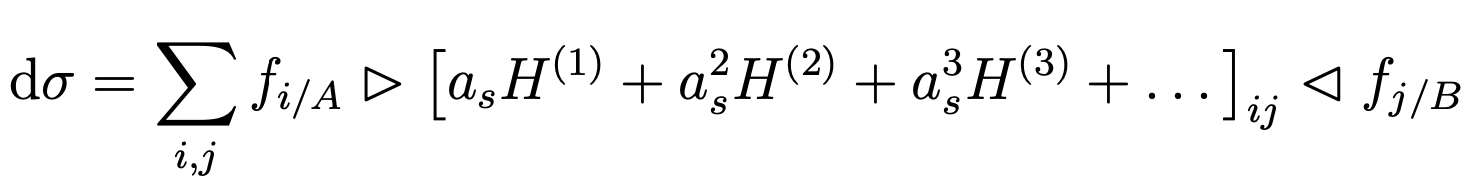 dσ = ∑_{i,j} f_{i/A} ▷ [a_s H^{(1)} + a_s^2 H^{(2)} + a_s^3 H^{(3)} + …]_{ij} ◁ f_{j/B}